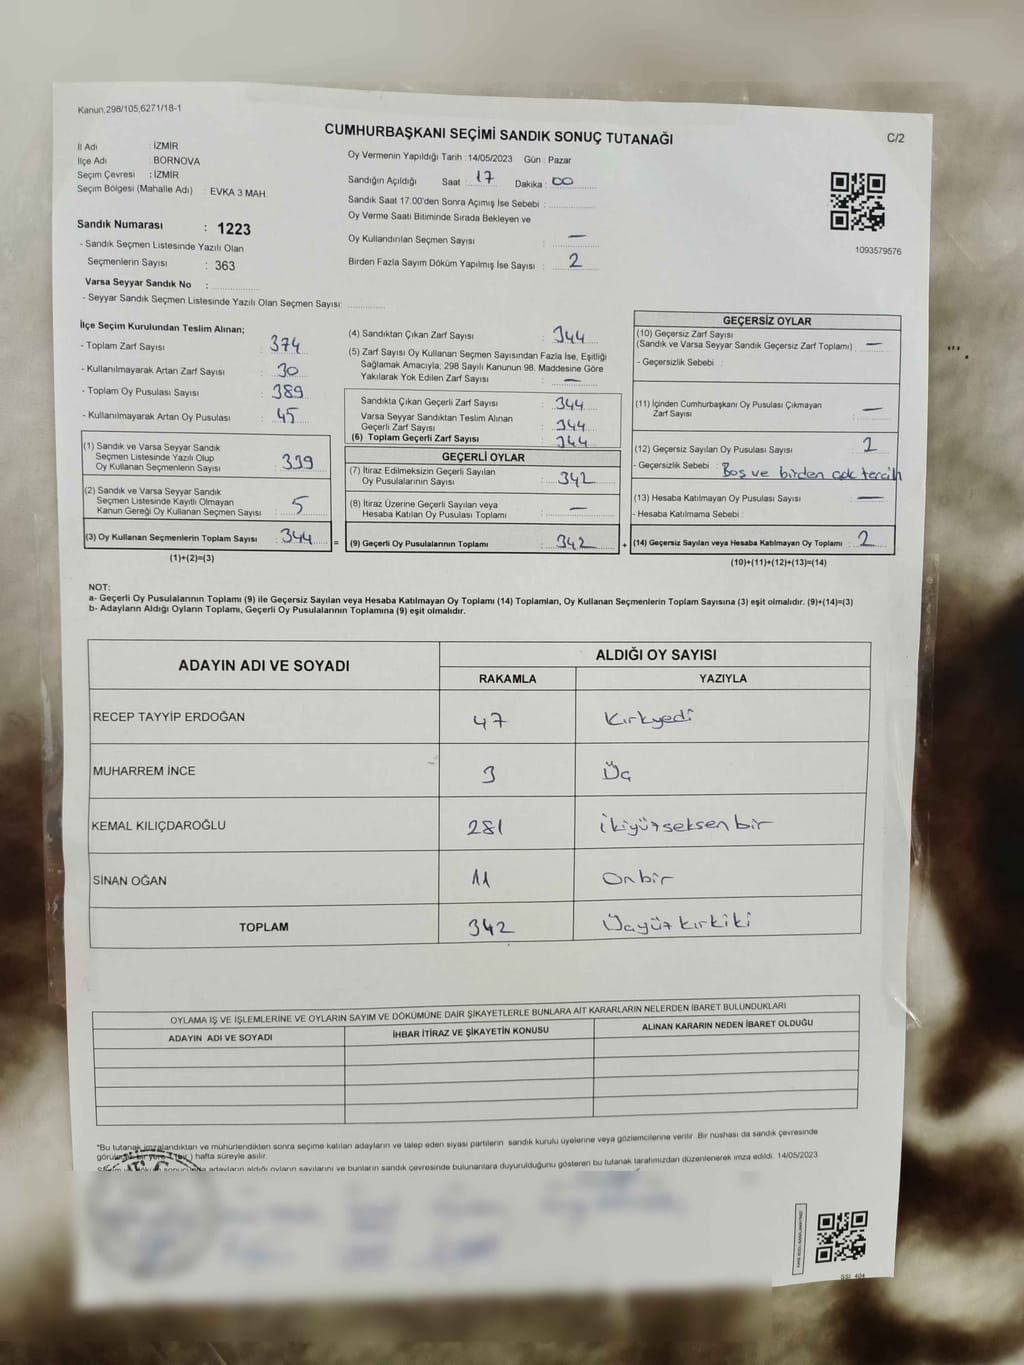 Kanun,298/105,6271/18-1
CUMHURBAŞKANI SEÇİMİ SANDIK SONUÇ TUTANAĞI
C/2
İl Adı : İZMİR
İlçe Adı : BORNOVA
Seçim Çevresi : İZMİR
Seçim Bölgesi (Mahalle Adı) : EVKA 3 MAH.
Oy Vermenin Yapıldığı Tarih : 14/05/2023 Gün : Pazar
Sandığın Açıldığı Saat : 17 Dakika : 00
Sandık Saat 17:00'den Sonra Açımış İse Sebebi :
Oy Verme Saati Bitiminde Sırada Bekleyen ve
Oy Kullandırılan Seçmen Sayısı : —
Birden Fazla Sayım Döküm Yapılmış İse Sayısı : 2
1093579576
Sandık Numarası : 1223
- Sandık Seçmen Listesinde Yazılı Olan
Seçmenlerin Sayısı : 363
Varsa Seyyar Sandık No :
- Seyyar Sandık Seçmen Listesinde Yazılı Olan Seçmen Sayısı:
İlçe Seçim Kurulundan Teslim Alınan;
- Toplam Zarf Sayısı : 374
- Kullanılmayarak Artan Zarf Sayısı : 30
- Toplam Oy Pusulası Sayısı : 389
- Kullanılmayarak Artan Oy Pusulası : 45
(1) Sandık ve Varsa Seyyar Sandık
Seçmen Listesinde Yazılı Olup
Oy Kullanan Seçmenlerin Sayısı : 339
(2) Sandık ve Varsa Seyyar Sandık
Seçmen Listesinde Kayıtlı Olmayan
Kanun Gereği Oy Kullanan Seçmen Sayısı : 5
(3) Oy Kullanan Seçmenlerin Toplam Sayısı : 344
(1)+(2)=(3)
(4) Sandıktan Çıkan Zarf Sayısı : 344
(5) Zarf Sayısı Oy Kullanan Seçmen Sayısından Fazla İse, Eşitliği
Sağlamak Amacıyla; 298 Sayılı Kanunun 98. Maddesine Göre
Yakılarak Yok Edilen Zarf Sayısı : —
Sandıkta Çıkan Geçerli Zarf Sayısı : 344
Varsa Seyyar Sandıktan Teslim Alınan
Geçerli Zarf Sayısı : 344
(6) Toplam Geçerli Zarf Sayısı : 344
GEÇERLİ OYLAR
(7) İtiraz Edilmeksizin Geçerli Sayılan
Oy Pusulalarının Sayısı : 342
(8) İtiraz Üzerine Geçerli Sayılan veya
Hesaba Katılan Oy Pusulası Toplamı : —
= (9) Geçerli Oy Pusulalarının Toplamı : 342 +
GEÇERSİZ OYLAR
(10) Geçersiz Zarf Sayısı
(Sandık ve Varsa Seyyar Sandık Geçersiz Zarf Toplamı) : —
- Geçersizlik Sebebi :
(11) İçinden Cumhurbaşkanı Oy Pusulası Çıkmayan
Zarf Sayısı : —
(12) Geçersiz Sayılan Oy Pusulası Sayısı : 2
- Geçersizlik Sebebi : Boş ve birden çok tercih
(13) Hesaba Katılmayan Oy Pusulası Sayısı : —
- Hesaba Katılmama Sebebi :
(14) Geçersiz Sayılan veya Hesaba Katılmayan Oy Toplamı : 2
(10)+(11)+(12)+(13)=(14)
NOT:
a- Geçerli Oy Pusulalarının Toplamı (9) ile Geçersiz Sayılan veya Hesaba Katılmayan Oy Toplamı (14) Toplamları, Oy Kullanan Seçmenlerin Toplam Sayısına (3) eşit olmalıdır. (9)+(14)=(3)
b- Adayların Aldığı Oyların Toplamı, Geçerli Oy Pusulalarının Toplamına (9) eşit olmalıdır.
ADAYIN ADI VE SOYADI
ALDIĞI OY SAYISI
RAKAMLA YAZIYLA
RECEP TAYYİP ERDOĞAN 47 Kırkyedi
MUHARREM İNCE 3 Üç
KEMAL KILIÇDAROĞLU 281 ikiyüzseksenbir
SİNAN OĞAN 11 Onbir
TOPLAM 342 Üçyüzkırkiki
OYLAMA İŞ VE İŞLEMLERİNE VE OYLARIN SAYIM VE DÖKÜMÜNE DAİR ŞİKAYETLERLE BUNLARA AİT KARARLARIN NELERDEN İBARET BULUNDUKLARI
ADAYIN ADI VE SOYADI İHBAR İTİRAZ VE ŞİKAYETİN KONUSU ALINAN KARARIN NEDEN İBARET OLDUĞU
*Bu tutanak imzalandıktan ve mühürlendikten sonra seçime katılan adayların ve talep eden siyasi partilerin sandık kurulu üyelerine veya gözlemcilerine verilir. Bir nüshası da sandık çevresinde
hafta süreyle asılır.
adayların aldığı oyların sayılarını ve bunların sandık çevresinde bulunanlara duyurulduğunu gösteren bu tutanak tarafımızdan düzenlenerek imza edildi. 14/05/2023
SSİ_404